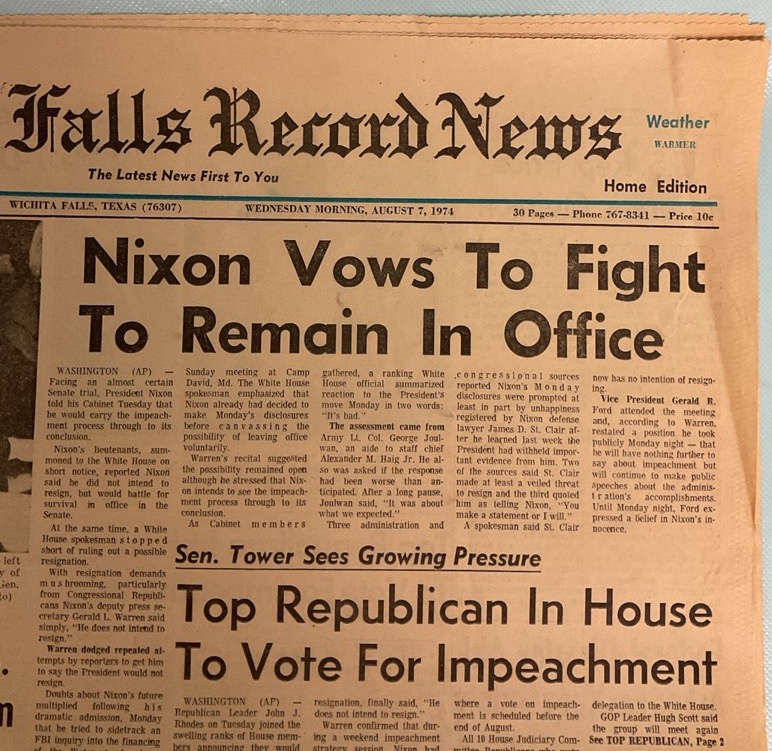 Falls Record News
Weather
WARMER
The Latest News First To You
Home Edition
WICHITA FALLS, TEXAS (76307)
WEDNESDAY MORNING, AUGUST 7, 1974
30 Pages — Phone 767-8341 — Price 10c
Nixon Vows To Fight
To Remain In Office
WASHINGTON (AP) —
Facing an almost certain
Senate trial, President Nixon
told his Cabinet Tuesday that
he would carry the impeach-
ment process through to its
conclusion.
Nixon's lieutenants, sum-
moned to the White House on
short notice, reported Nixon
said he did not intend to
resign, but would battle for
survival in office in the
Senate.
At the same time, a White
House spokesman stopped
short of ruling out a possible
resignation.
With resignation demands
mushrooming, particularly
from Congressional Republi-
cans Nixon's deputy press se-
cretary Gerald L. Warren said
simply, "He does not intend to
resign."
Warren dodged repeated at-
tempts by reporters to get him
to say the President would not
resign.
Doubts about Nixon's future
multiplied following his
dramatic admission, Monday
that he tried to sidetrack an
FBI inquiry into the financing
Sunday meeting at Camp
David, Md. The White House
spokesman emphasized that
Nixon already had decided to
make Monday's disclosures
before canvassing the
possibility of leaving office
voluntarily.
Warren's recital suggested
the possibility remained open
although he stressed that Nix-
on intends to see the impeach-
ment process through to its
conclusion.
As Cabinet members
gathered, a ranking White
House official summarized
reaction to the President's
move Monday in two words:
"It's bad."
The assessment came from
Army Lt. Col. George Joul-
wan, an aide to staff chief
Alexander M. Haig Jr. He al-
so was asked if the response
had been worse than an-
ticipated. After a long pause,
Joulwan said, "It was about
what we expected."
Three administration and
congressional sources
reported Nixon's Monday
disclosures were prompted at
least in part by unhappiness
registered by Nixon defense
lawyer James D. St. Clair af-
ter he learned last week the
President had withheld impor-
tant evidence from him. Two
of the sources said St. Clair
made at least a veiled threat
to resign and the third quoted
him as telling Nixon, "You
make a statement or I will."
A spokesman said St. Clair
now has no intention of resign-
ing.
Vice President Gerald R.
Ford attended the meeting
and, according to Warren,
restated a position he took
publicly Monday night — that
he will have nothing further to
say about impeachment but
will continue to make public
speeches about the adminis-
tration's accomplishments.
Until Monday night, Ford ex-
pressed a belief in Nixon's in-
nocence.
left
y of
Gen.
to)
Sen. Tower Sees Growing Pressure
Top Republican In House
To Vote For Impeachment
WASHINGTON (AP) —
Republican Leader John J.
Rhodes on Tuesday joined the
swelling ranks of House mem-
bers announcing they would
resignation, finally said, "He
does not intend to resign."
Warren confirmed that dur-
ing a weekend impeachment
strategy session Nixon had
where a vote on impeach-
ment is scheduled before the
end of August.
All 10 House Judiciary Com-
mittee Republicans who were
delegation to the White House.
GOP Leader Hugh Scott said
the group will meet again
See TOP REPUBLICAN, Page 2